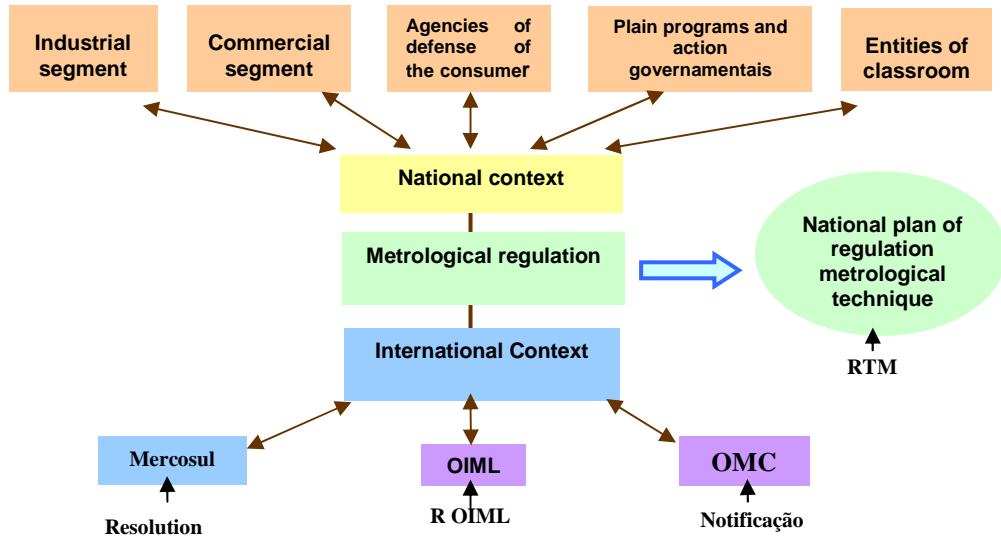 Industrial
segment
Commercial
segment
Agencies of
defense of
the consumer
Plain programs and
action
governamentais
Entities of
classroom
National context
Metrological regulation
National plan of
regulation
metrological
technique
International Context
RTM
Mercosul
OIML
OMC
Resolution
R OIML
Notificação